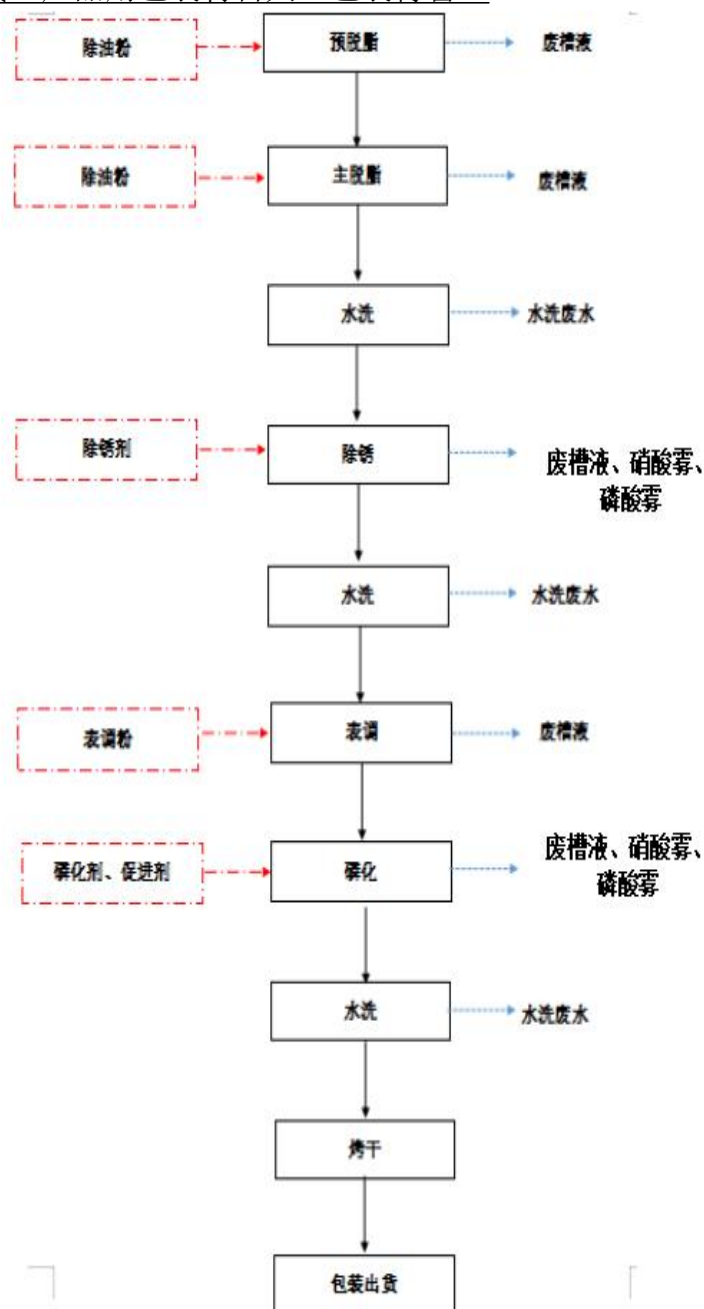 除油粉 预脱脂 废槽液
除油粉 主脱脂 废槽液
水洗 水洗废水
除锈剂 除锈 废槽液、硝酸雾、
磷酸雾
水洗 水洗废水
表调粉 表调 废槽液
磷化剂、促进剂 磷化 废槽液、硝酸雾、
磷酸雾
水洗 水洗废水
烤干
包装出货